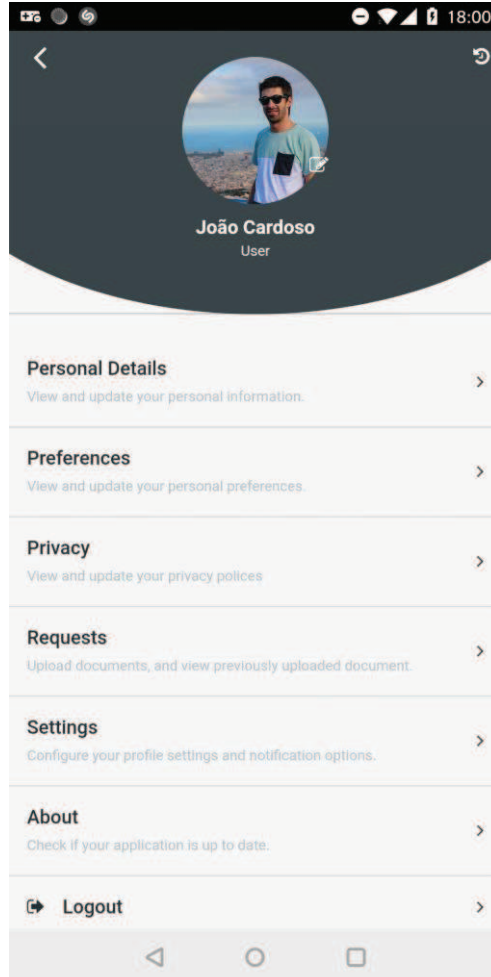 18:00
João Cardoso
User
Personal Details
View and update your personal information.
Preferences
View and update your personal preferences.
Privacy
View and update your privacy polices
Requests
Upload documents, and view previously uploaded document.
Settings
Configure your profile settings and notification options.
About
Check if your application is up to date.
Logout